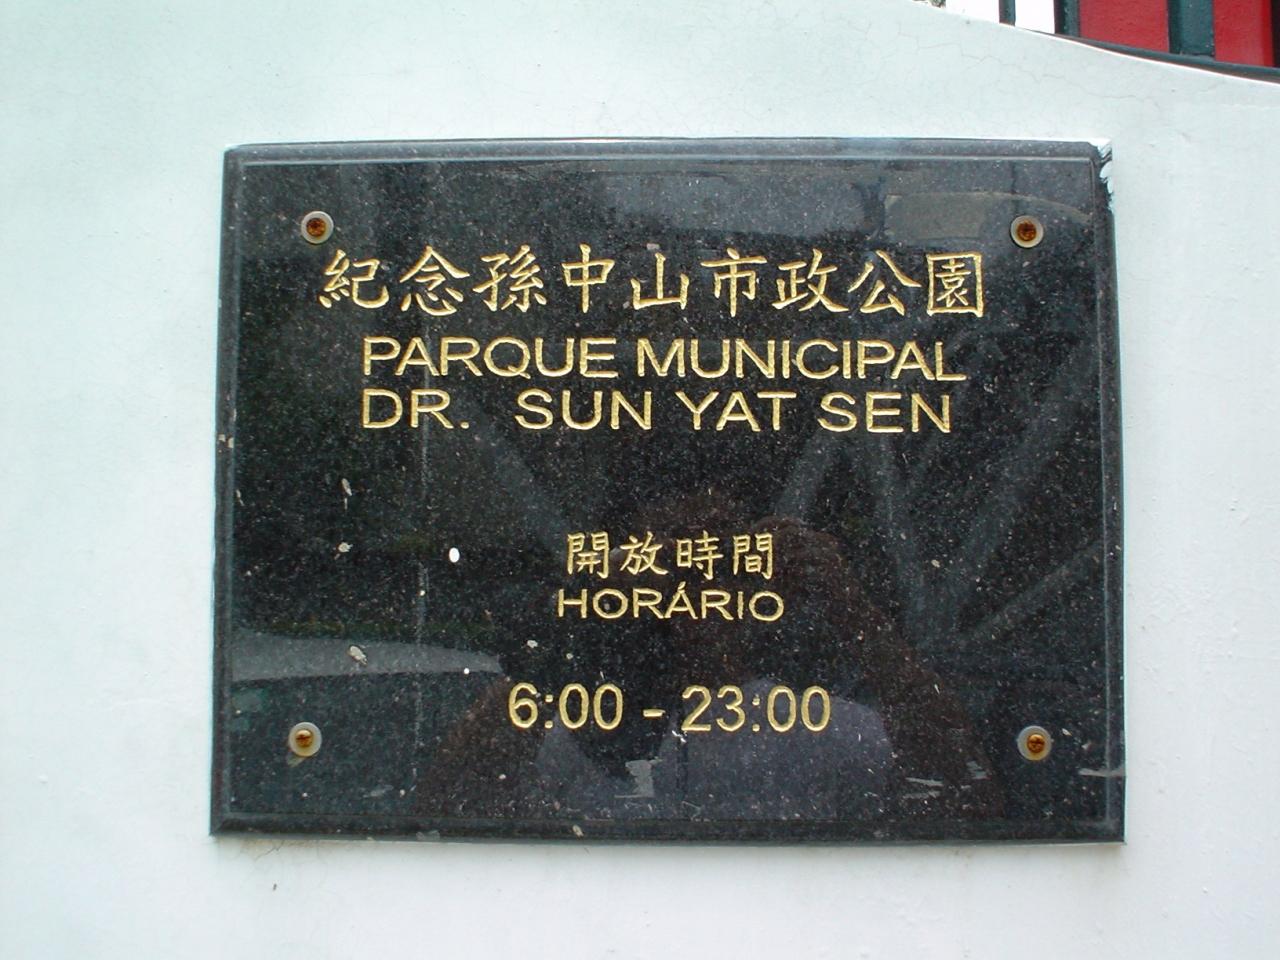 紀念孫中山市政公園
PARQUE MUNICIPAL
DR. SUN YAT SEN
開放時間
HORÁRIO
6:00 - 23:00